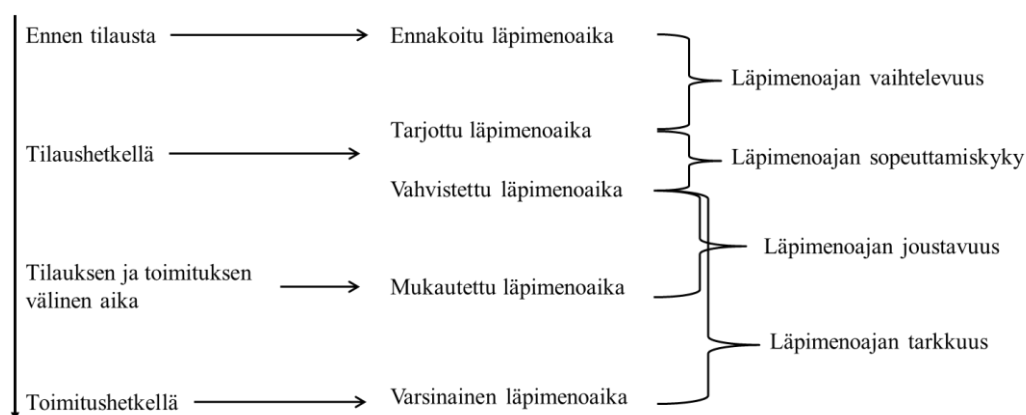 Ennen tilausta
Ennakoitu läpimenoaika
Läpimenoajan vaihtelevuus
Tarjottu läpimenoaika
Tilaushetkellä
Läpimenoajan sopeuttamiskyky
Vahvistettu läpimenoaika
Läpimenoajan joustavuus
Tilauksen ja toimituksen
välinen aika
Mukautettu läpimenoaika
Läpimenoajan tarkkuus
Toimitushetkellä
Varsinainen läpimenoaika